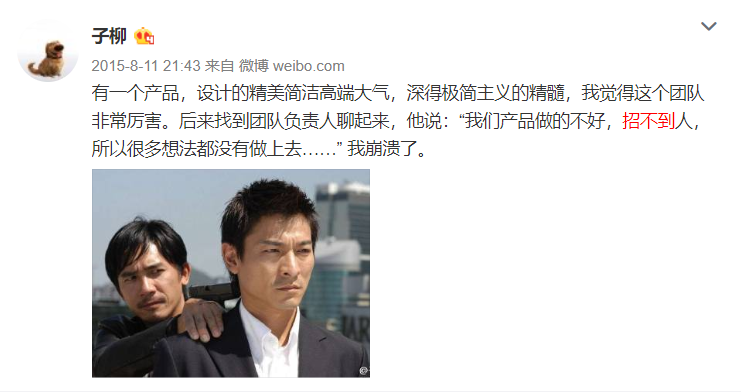 子柳
2015-8-11 21:43 来自 微博 weibo.com
有一个产品，设计的精美简洁高端大气，深得极简主义的精髓，我觉得这个团队
非常厉害。后来找到团队负责人聊起来，他说：“我们产品做的不好，招不到人，
所以很多想法都没有做上去……” 我崩溃了。